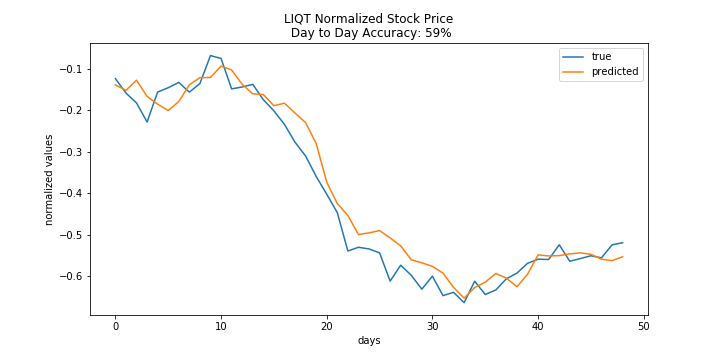 LIQT Normalized Stock Price
Day to Day Accuracy: 59%
true
predicted
normalized values
−0.1
−0.2
−0.3
−0.4
−0.5
−0.6
0
10
20
30
40
50
days